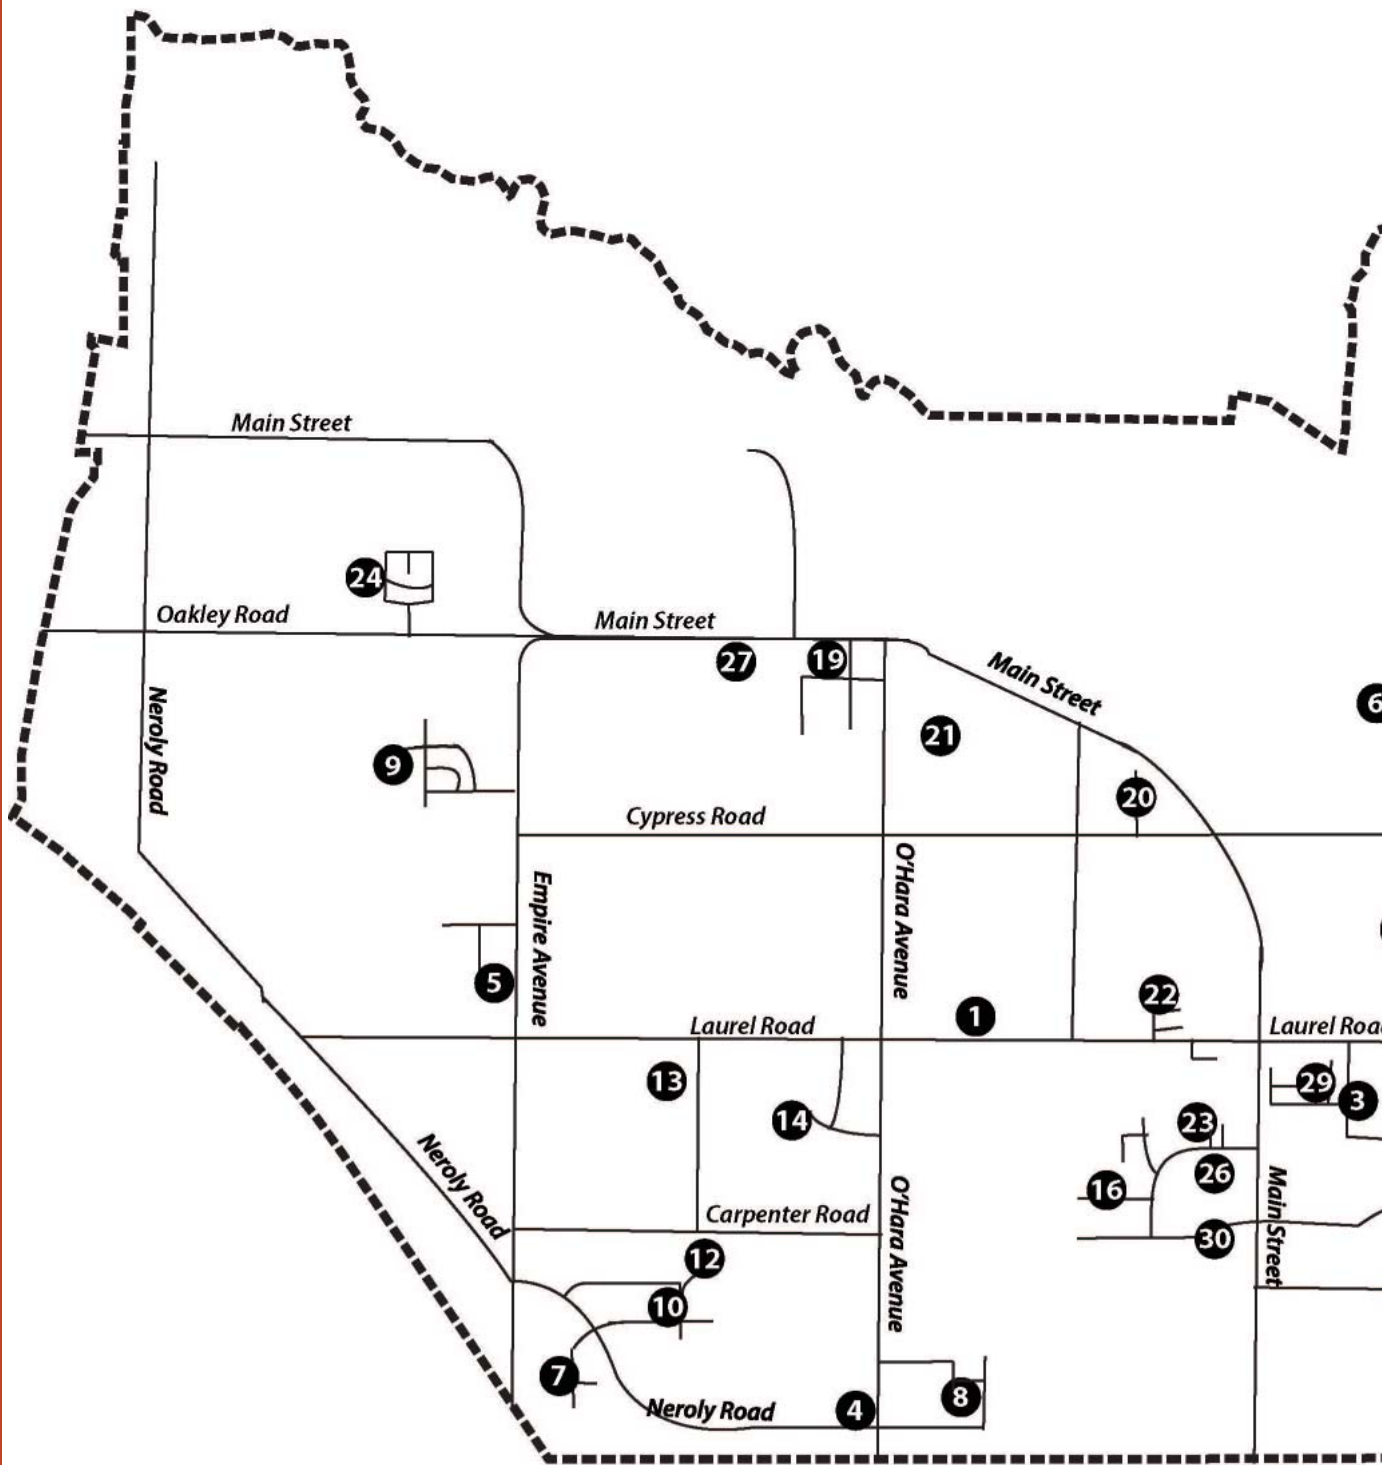 Main Street
24
Oakley Road
Main Street
27
19
Main Street
6
Neroly Road
21
9
20
Cypress Road
O'Hara Avenue
Empire Avenue
5
22
1
Laurel Road
Laurel Roa
13
29
3
14
23
Neroly Road
26
16
Main Street
O'Hara Avenue
Carpenter Road
30
12
10
7
8
Neroly Road
4